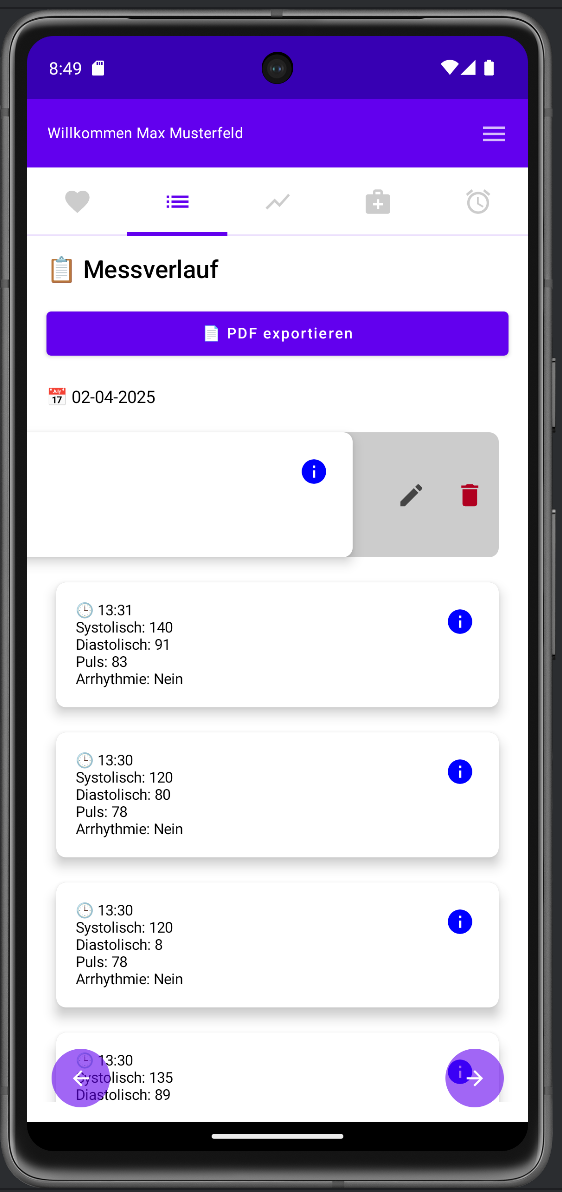 8:49
Willkommen Max Musterfeld
📋 Messverlauf
📄 PDF exportieren
📅 02-04-2025
🕒 13:31
Systolisch: 140
Diastolisch: 91
Puls: 83
Arrhythmie: Nein
🕒 13:30
Systolisch: 120
Diastolisch: 80
Puls: 78
Arrhythmie: Nein
🕒 13:30
Systolisch: 120
Diastolisch: 8
Puls: 78
Arrhythmie: Nein
🕒 13:30
Systolisch: 135
Diastolisch: 89